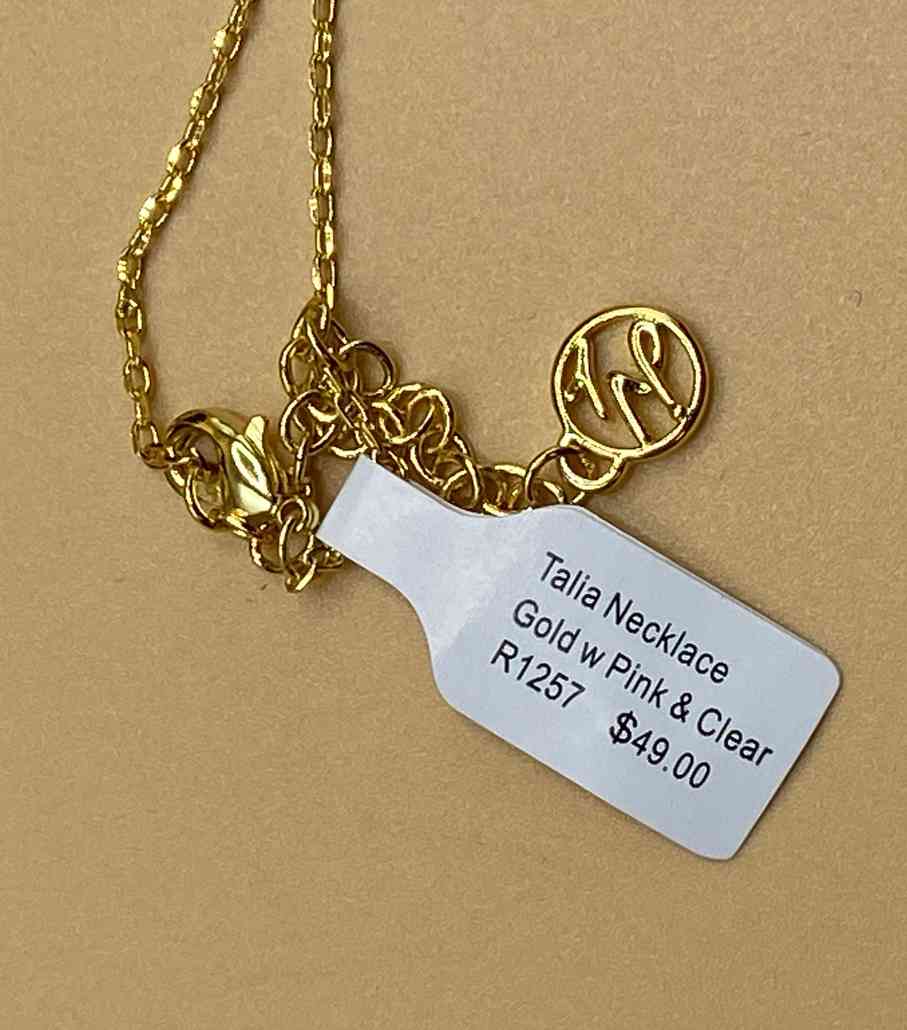 Talia Necklace
Gold w Pink & Clear
R1257 $49.00